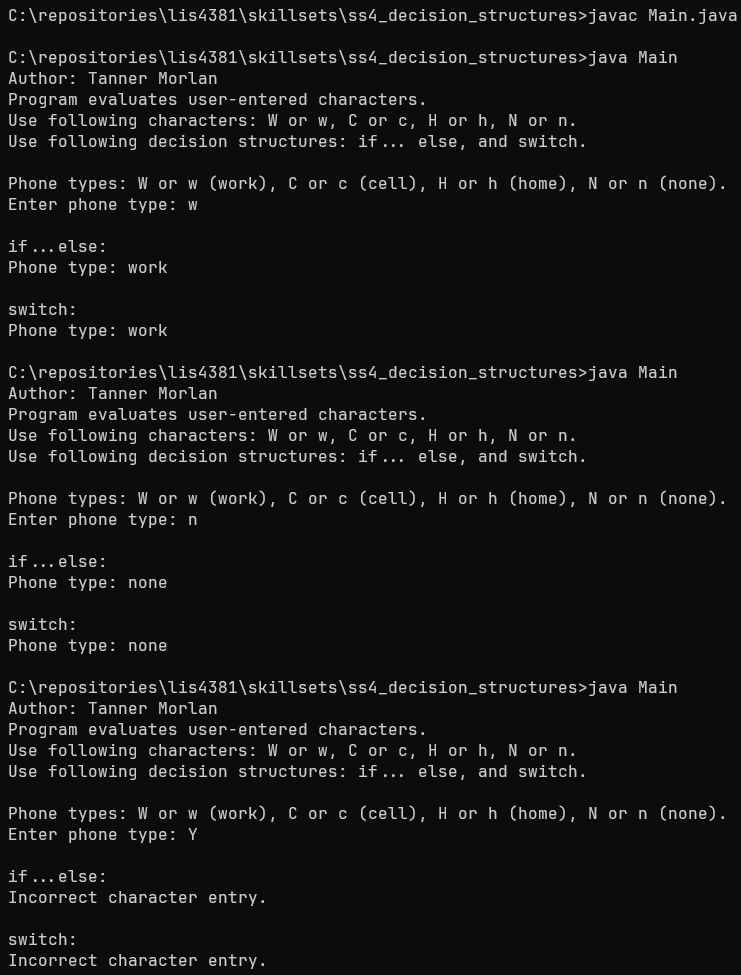 C:\repositories\lis4381\skillsets\ss4_decision_structures>javac Main.java
C:\repositories\lis4381\skillsets\ss4_decision_structures>java Main
Author: Tanner Morlan
Program evaluates user-entered characters.
Use following characters: W or w, C or c, H or h, N or n.
Use following decision structures: if... else, and switch.
Phone types: W or w (work), C or c (cell), H or h (home), N or n (none).
Enter phone type: w
if...else:
Phone type: work
switch:
Phone type: work
C:\repositories\lis4381\skillsets\ss4_decision_structures>java Main
Author: Tanner Morlan
Program evaluates user-entered characters.
Use following characters: W or w, C or c, H or h, N or n.
Use following decision structures: if... else, and switch.
Phone types: W or w (work), C or c (cell), H or h (home), N or n (none).
Enter phone type: n
if...else:
Phone type: none
switch:
Phone type: none
C:\repositories\lis4381\skillsets\ss4_decision_structures>java Main
Author: Tanner Morlan
Program evaluates user-entered characters.
Use following characters: W or w, C or c, H or h, N or n.
Use following decision structures: if... else, and switch.
Phone types: W or w (work), C or c (cell), H or h (home), N or n (none).
Enter phone type: Y
if...else:
Incorrect character entry.
switch:
Incorrect character entry.